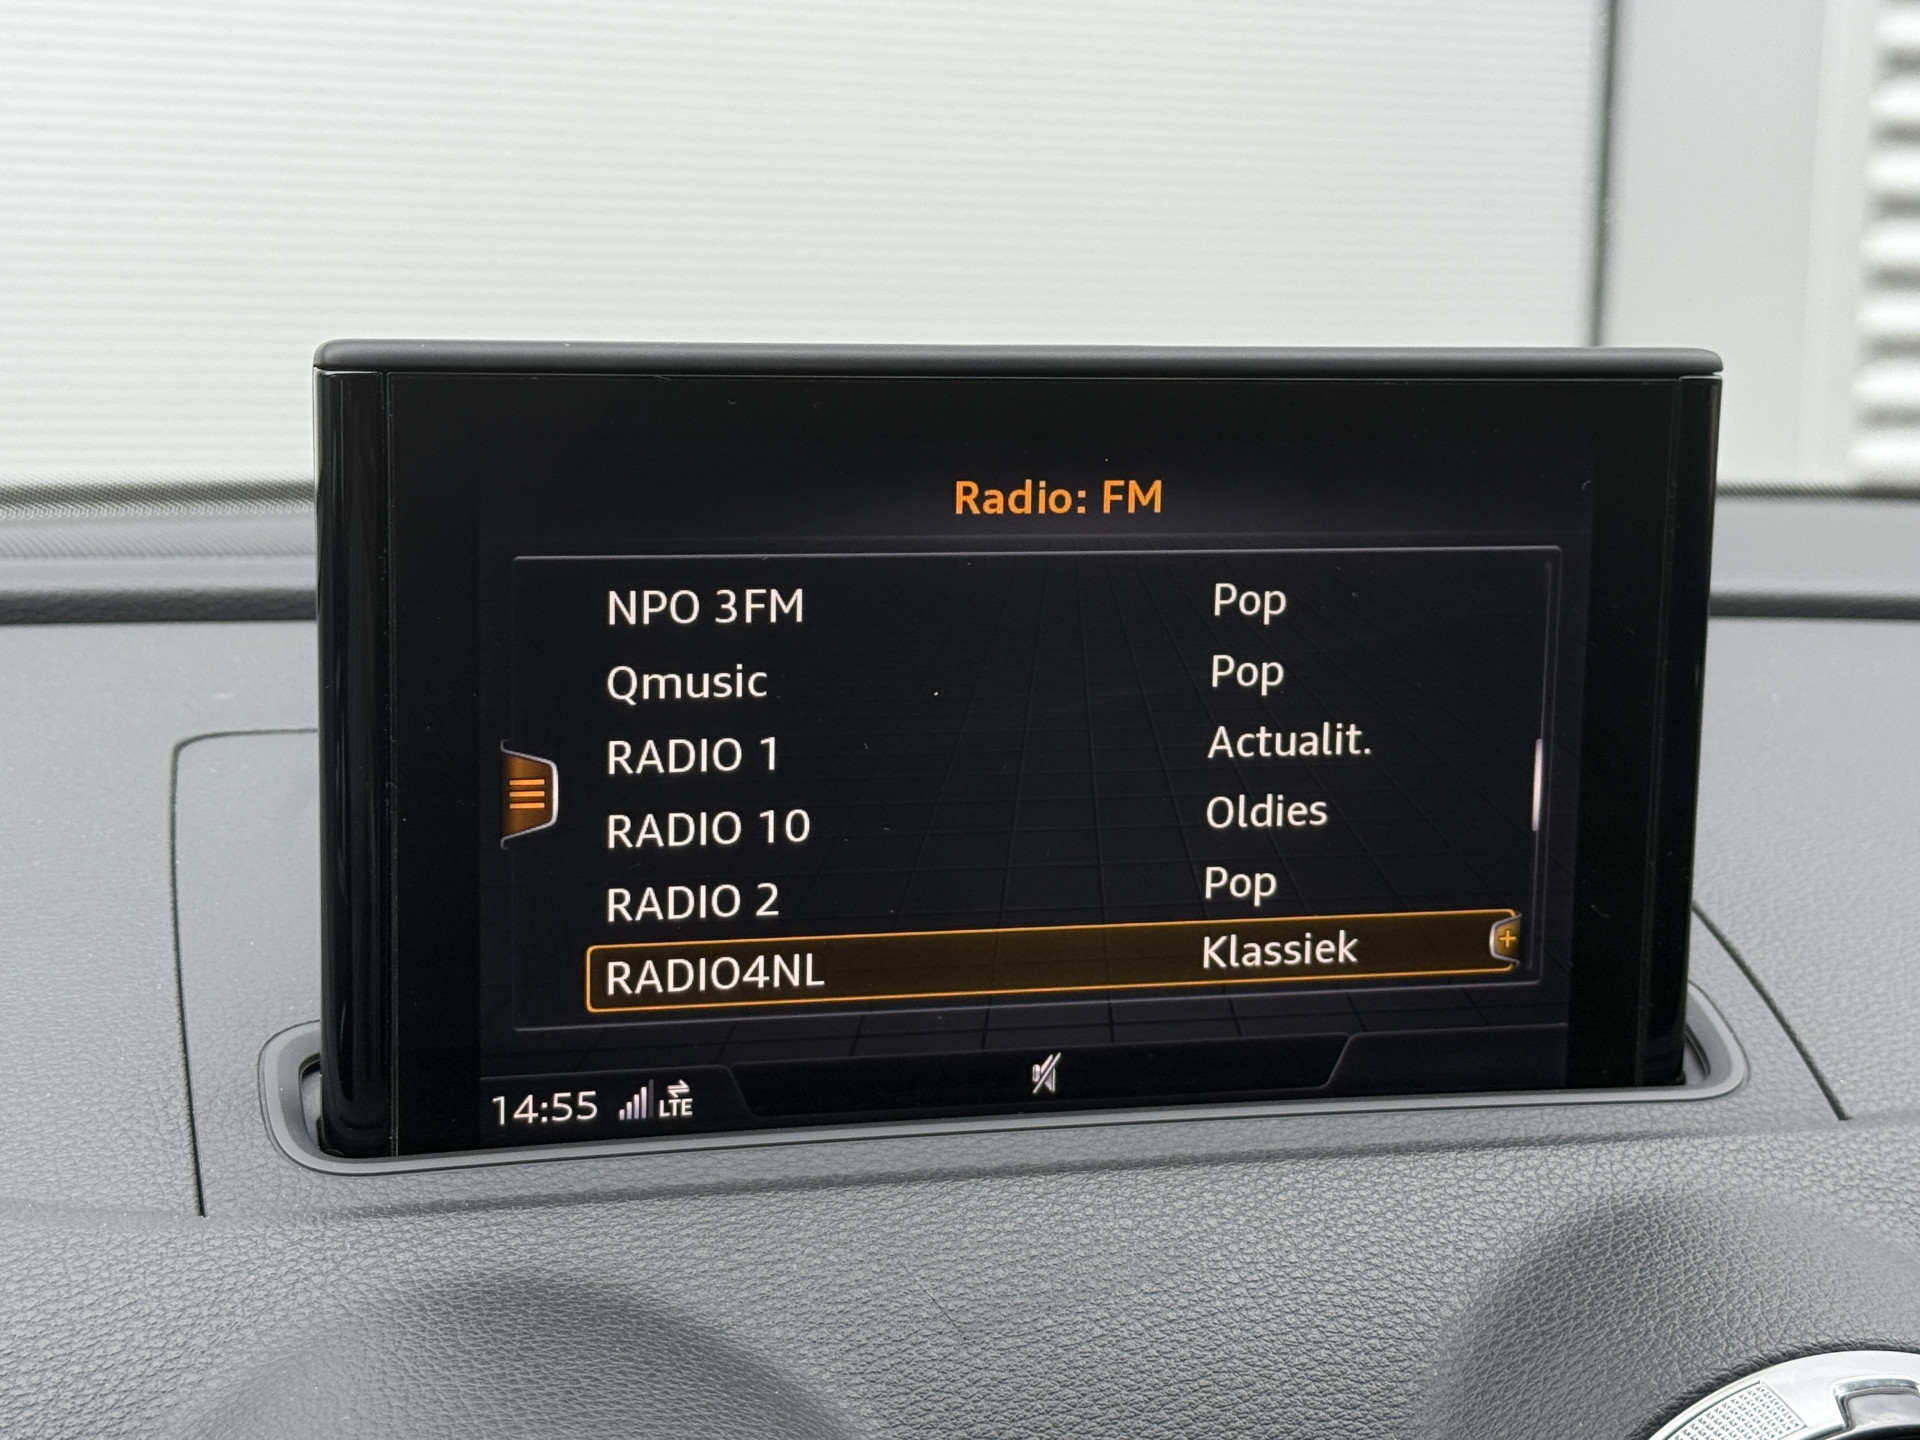 Radio: FM
NPO 3FM Pop
Qmusic Pop
RADIO 1 Actualit.
RADIO 10 Oldies
RADIO 2 Pop
RADIO4NL Klassiek
14:55 LTE